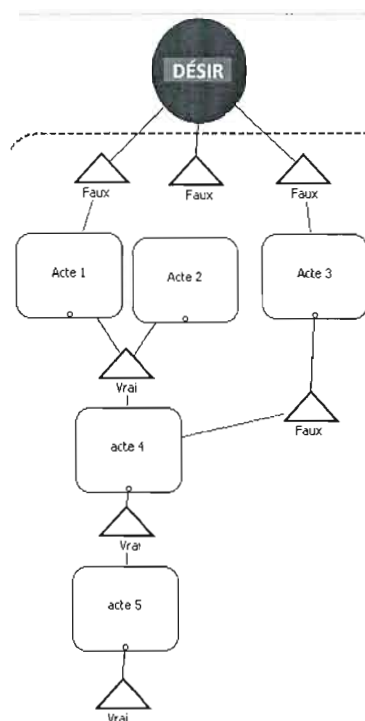 DÉSIR
Faux
Faux
Faux
Acte 1
Acte 2
Acte 3
Vrai
Faux
acte 4
Vrai
acte 5
Vrai